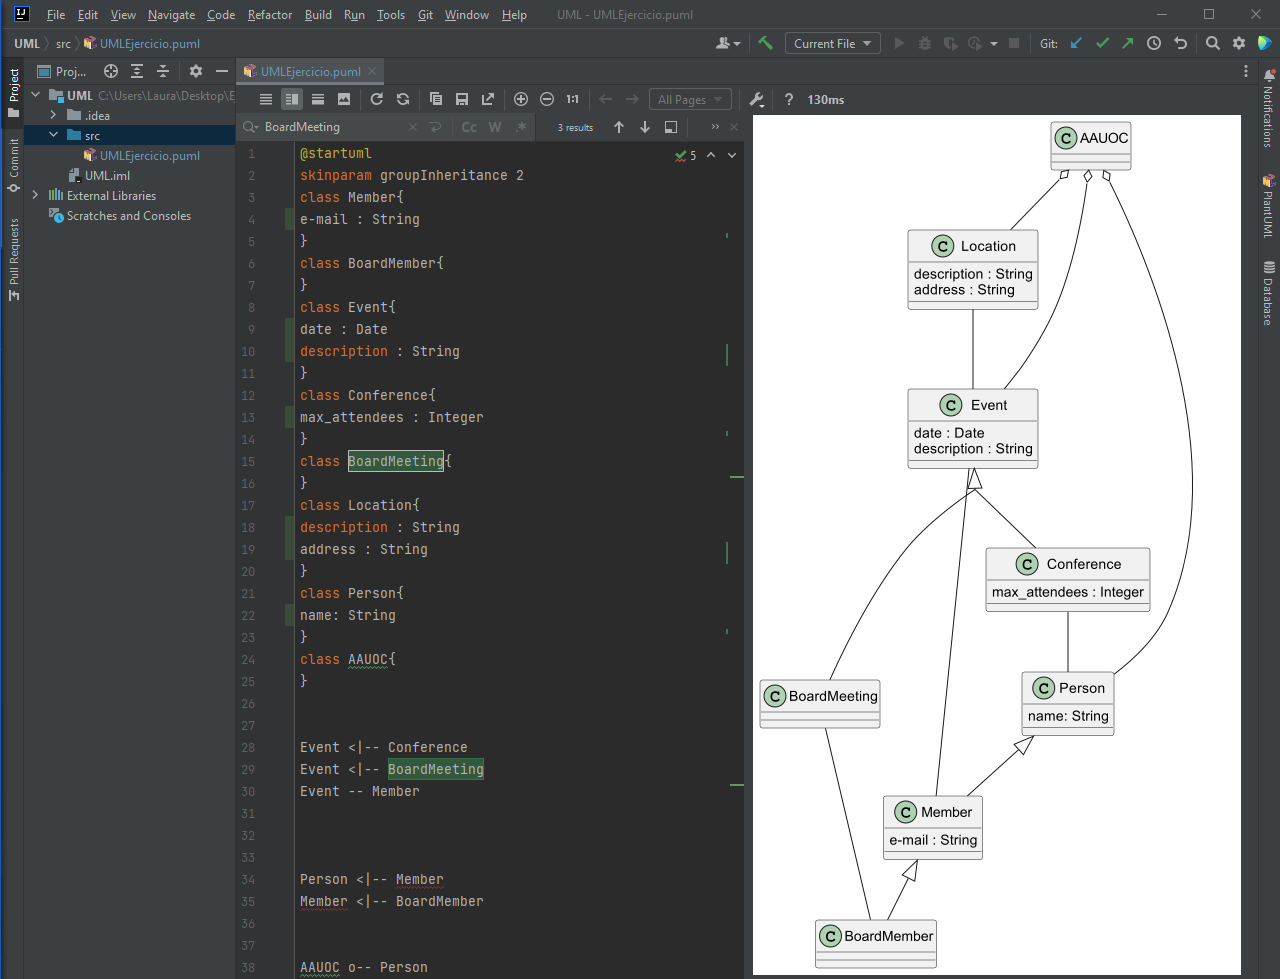 File Edit View Navigate Code Refactor Build Run Tools Git Window Help UML - UMLEjercicio.puml
UML src UMLEjercicio.puml
Current File
Git:
Project
Commit
Pull Requests
Proj...
UML C:\Users\Laura\Desktop\E
.idea
src
UMLEjercicio.puml
UML.iml
External Libraries
Scratches and Consoles
UMLEjercicio.puml
1:1
All Pages
?
130ms
BoardMeeting
Cc W .*
3 results
5
1 @startuml
2 skinparam groupInheritance 2
3 class Member{
4 e-mail : String
5 }
6 class BoardMember{
7 }
8 class Event{
9 date : Date
10 description : String
11 }
12 class Conference{
13 max_attendees : Integer
14 }
15 class BoardMeeting{
16 }
17 class Location{
18 description : String
19 address : String
20 }
21 class Person{
22 name: String
23 }
24 class AAUOC{
25 }
26
27
28 Event <|-- Conference
29 Event <|-- BoardMeeting
30 Event -- Member
31
32
33
34 Person <|-- Member
35 Member <|-- BoardMember
36
37
38 AAUOC o-- Person
C AAUOC
C Location
description : String
address : String
C Event
date : Date
description : String
C Conference
max_attendees : Integer
C BoardMeeting
C Person
name: String
C Member
e-mail : String
C BoardMember
Notifications
PlantUML
Database